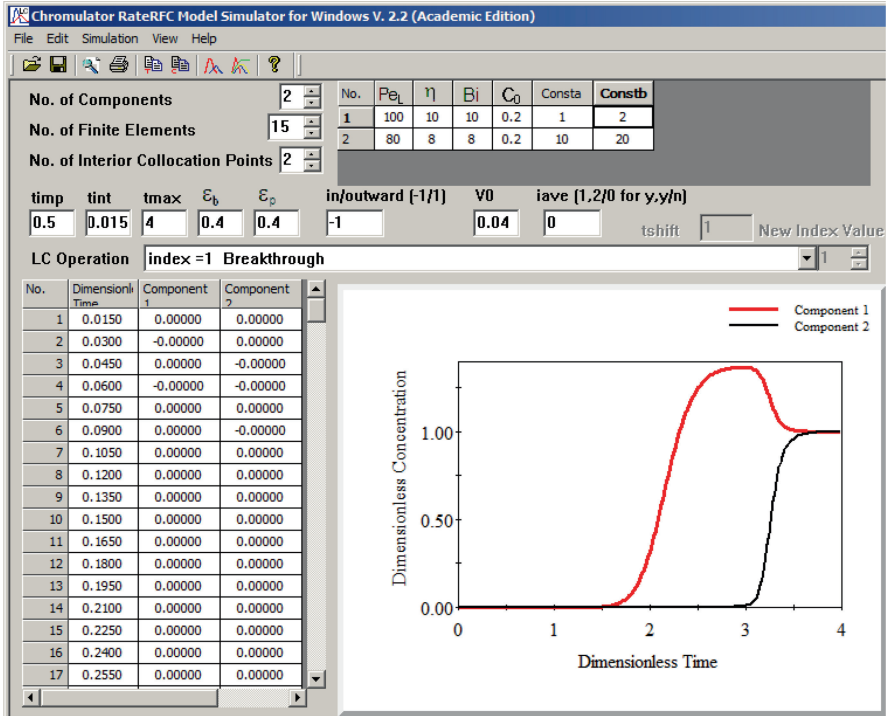 Chromulator RateRFC Model Simulator for Windows V. 2.2 (Academic Edition)
File Edit Simulation View Help
No. of Components 2
No. of Finite Elements 15
No. of Interior Collocation Points 2
No. Pe_L η Bi C_0 Consta Constb
1 100 10 10 0.2 1 2
2 80 8 8 0.2 10 20
timp tint tmax ε_b ε_p in/outward (-1/1) V0 iave (1,2/0 for y,y/n)
0.5 0.015 4 0.4 0.4 -1 0.04 0 tshift 1 New Index Value
LC Operation index =1 Breakthrough 1
No. Dimensionl Component Component
Time 1 2
1 0.0150 0.00000 0.00000
2 0.0300 -0.00000 0.00000
3 0.0450 0.00000 -0.00000
4 0.0600 -0.00000 -0.00000
5 0.0750 0.00000 0.00000
6 0.0900 0.00000 -0.00000
7 0.1050 0.00000 0.00000
8 0.1200 0.00000 0.00000
9 0.1350 0.00000 0.00000
10 0.1500 0.00000 0.00000
11 0.1650 0.00000 0.00000
12 0.1800 0.00000 0.00000
13 0.1950 0.00000 0.00000
14 0.2100 0.00000 0.00000
15 0.2250 0.00000 0.00000
16 0.2400 0.00000 0.00000
17 0.2550 0.00000 0.00000
Component 1
Component 2
Dimensionless Concentration
1.00
0.50
0.00
0 1 2 3 4
Dimensionless Time